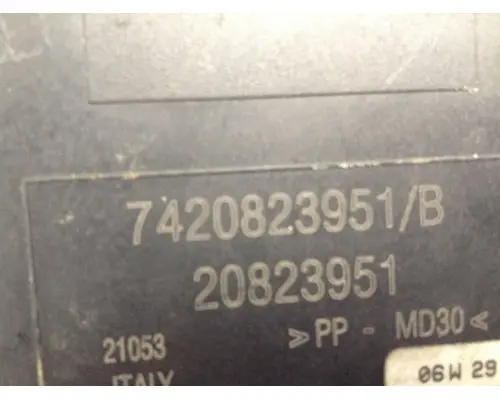 7420823951/B
20823951
21053
>PP - MD30<
ITALY
06W 29